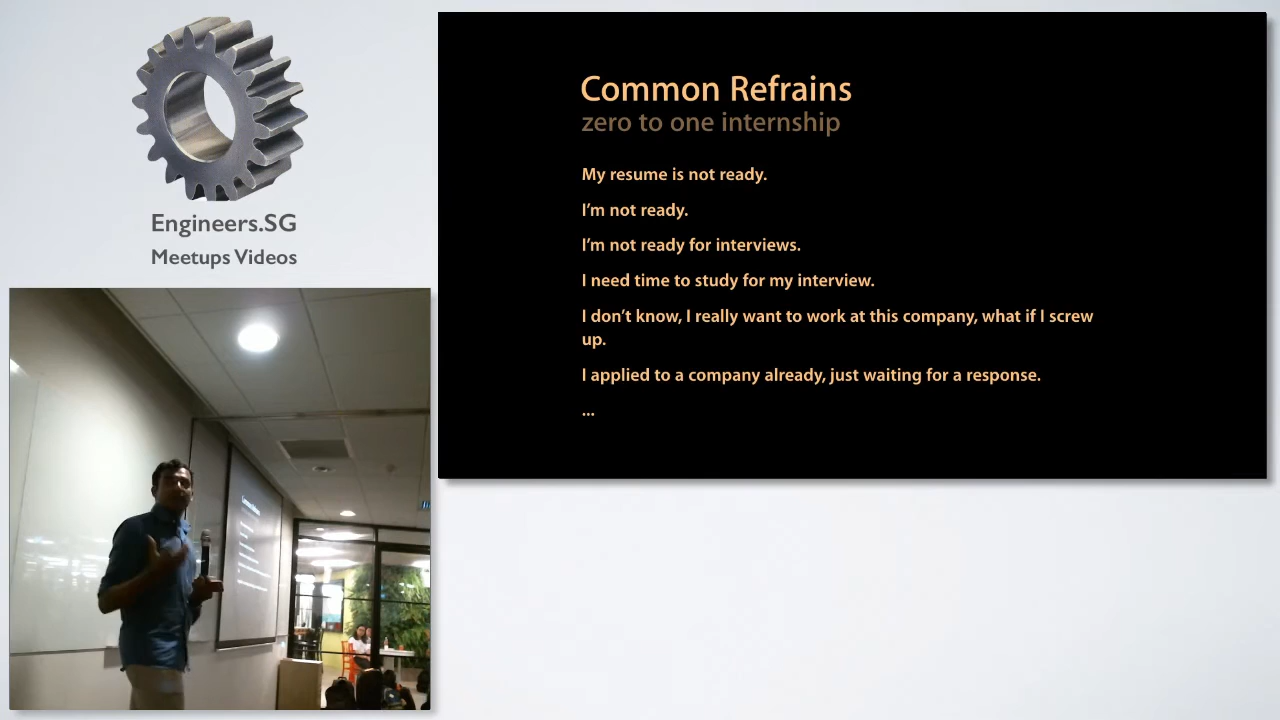 Engineers.SG
Meetups Videos
Common Refrains
zero to one internship
My resume is not ready.
I'm not ready.
I'm not ready for interviews.
I need time to study for my interview.
I don't know, I really want to work at this company, what if I screw
up.
I applied to a company already, just waiting for a response.
...
Common Refrains